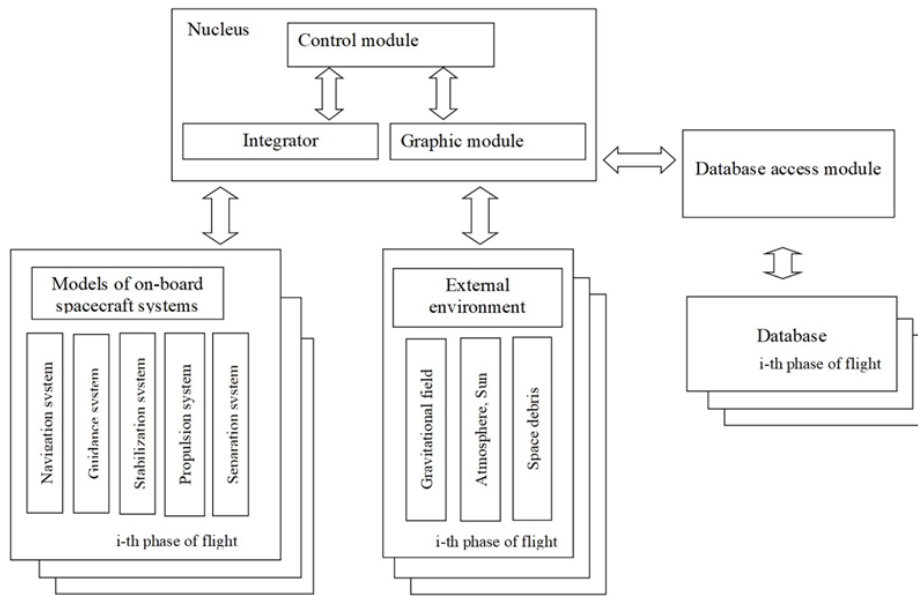 Nucleus
Control module
Integrator
Graphic module
Database access module
Models of on-board
spacecraft systems
Navigation system
Guidance system
Stabilization system
Propulsion system
Senaration system
i-th phase of flight
External
environment
Gravitational field
Atmosphere, Sun
Space debris
i-th phase of flight
Database
i-th phase of flight